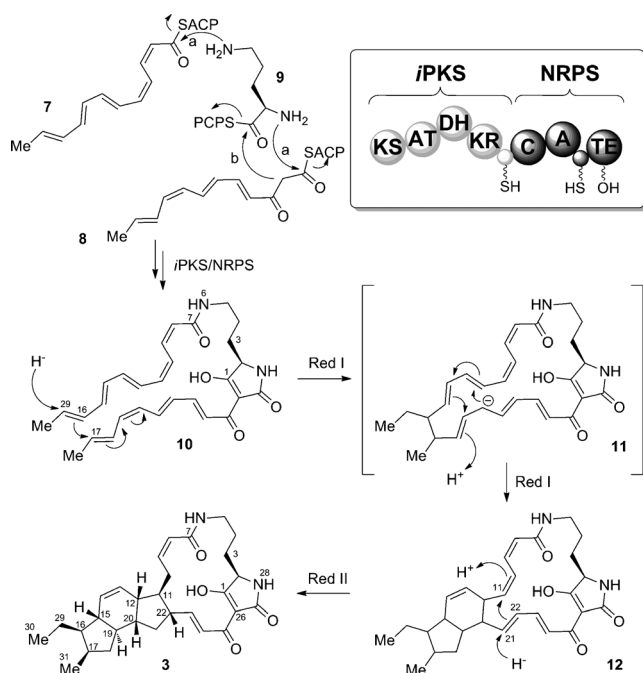 SACP
a
O
7
Me
H2N
9
PCPS
O
NH2
b
a
SACP
O
O
8
Me
iPKS
NRPS
KS
AT
DH
KR
C
A
TE
SH
HS
OH
iPKS/NRPS
H-
6
HN
7
O
3
1
HO
NH
O
O
29
16
Me
17
Me
10
Red I
HN
O
HO
NH
O
O
⊖
Me
H+
11
Red I
HN
O
H+
11
HO
NH
O
O
22
21
H-
Me
12
Red II
HN
7
O
3
28
NH
1
HO
O
26
O
H
H
H
H
H
H
11
12
15
22
20
19
29
16
30
Me
17
31
Me
3